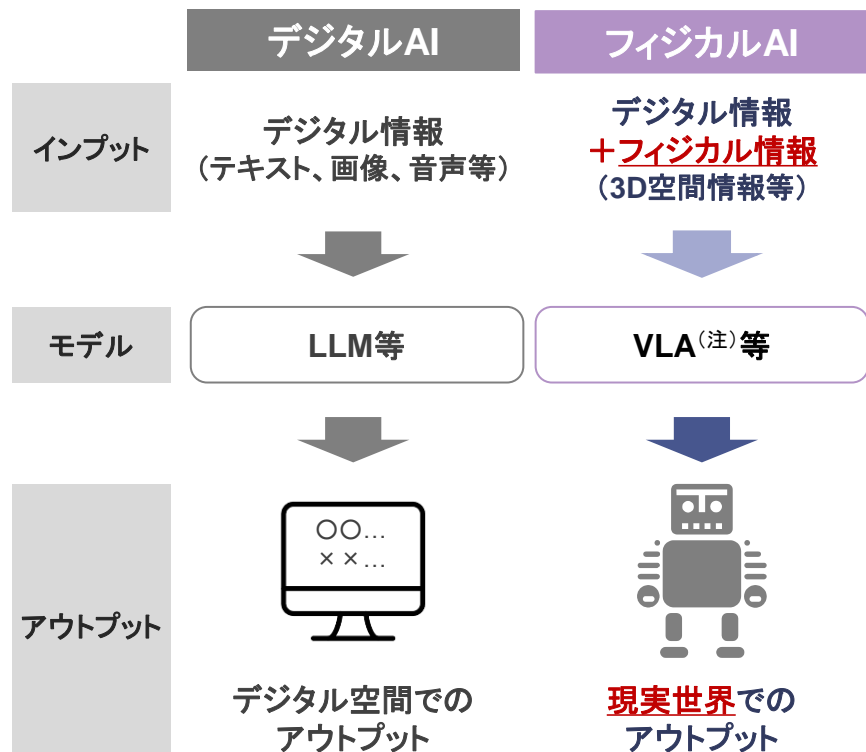 デジタルAI
フィジカルAI
インプット
デジタル情報
（テキスト、画像、音声等）
デジタル情報
＋フィジカル情報
（3D空間情報等）
モデル
LLM等
VLA（注）等
アウトプット
○○…
××…
デジタル空間での
アウトプット
現実世界での
アウトプット